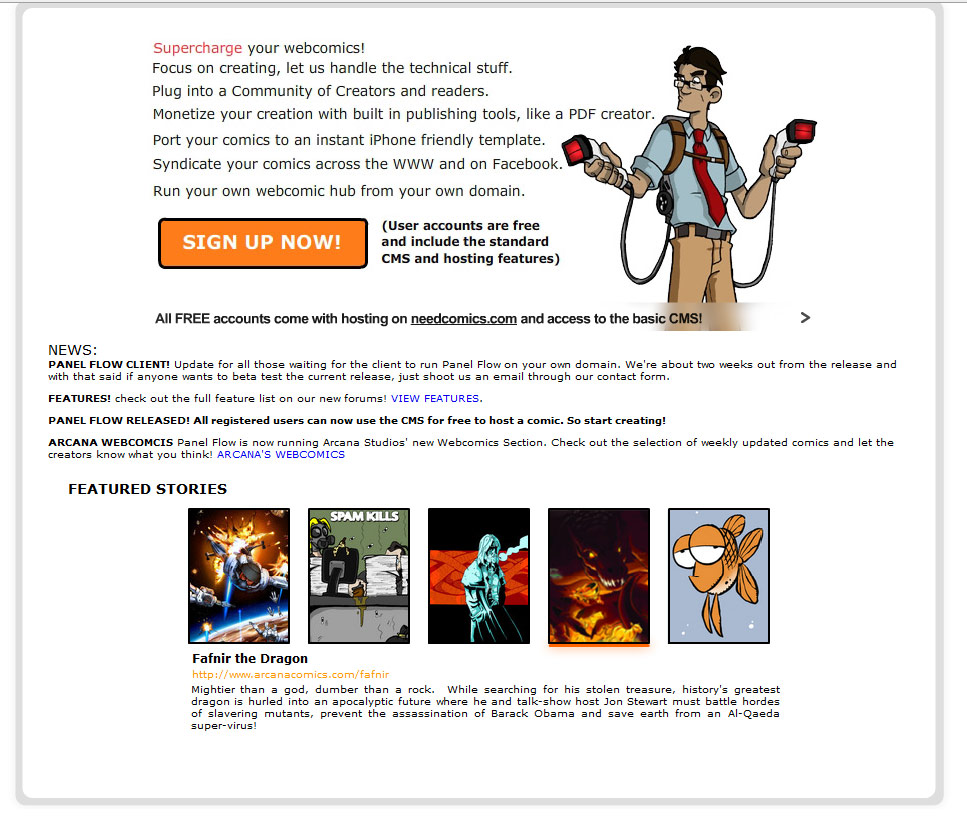 Supercharge your webcomics!
Focus on creating, let us handle the technical stuff.
Plug into a Community of Creators and readers.
Monetize your creation with built in publishing tools, like a PDF creator.
Port your comics to an instant iPhone friendly template.
Syndicate your comics across the WWW and on Facebook.
Run your own webcomic hub from your own domain.
SIGN UP NOW!
(User accounts are free
and include the standard
CMS and hosting features)
All FREE accounts come with hosting on needcomics.com and access to the basic CMS!
NEWS:
PANEL FLOW CLIENT! Update for all those waiting for the client to run Panel Flow on your own domain. We're about two weeks out from the release and
with that said if anyone wants to beta test the current release, just shoot us an email through our contact form.
FEATURES! check out the full feature list on our new forums! VIEW FEATURES.
PANEL FLOW RELEASED! All registered users can now use the CMS for free to host a comic. So start creating!
ARCANA WEBCOMCIS Panel Flow is now running Arcana Studios' new Webcomics Section. Check out the selection of weekly updated comics and let the
creators know what you think! ARCANA'S WEBCOMICS
FEATURED STORIES
SPAM KILLS
Fafnir the Dragon
http://www.arcanacomics.com/fafnir
Mightier than a god, dumber than a rock. While searching for his stolen treasure, history's greatest
dragon is hurled into an apocalyptic future where he and talk-show host Jon Stewart must battle hordes
of slavering mutants, prevent the assassination of Barack Obama and save earth from an Al-Qaeda
super-virus!